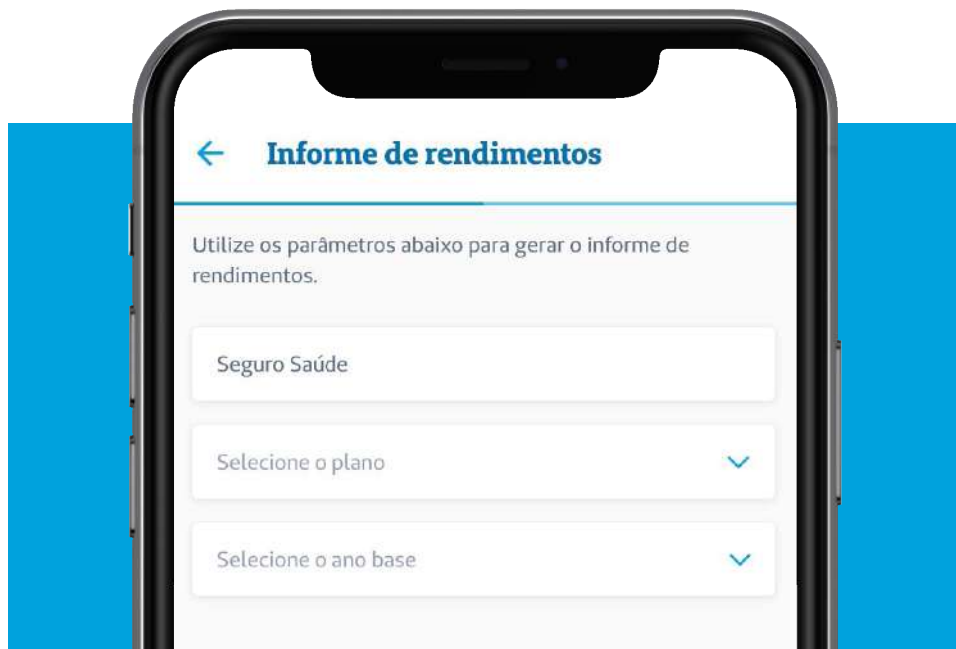 Informe de rendimentos
Utilize os parâmetros abaixo para gerar o informe de
rendimentos.
Seguro Saúde
Selecione o plano
Selecione o ano base